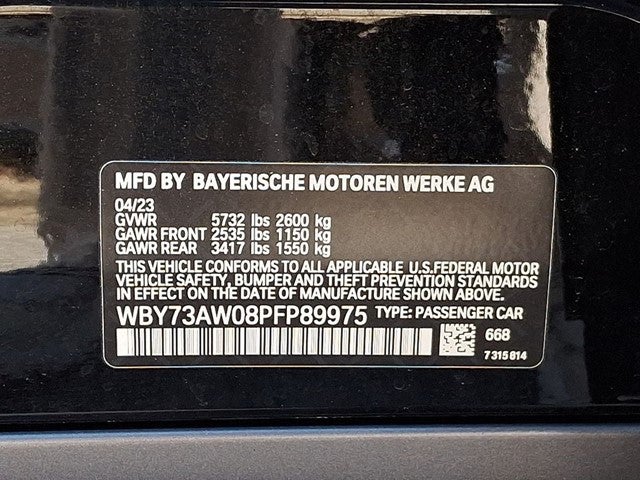 MFD BY BAYERISCHE MOTOREN WERKE AG
04/23
GVWR 5732 lbs 2600 kg
GAWR FRONT 2535 lbs 1150 kg
GAWR REAR 3417 lbs 1550 kg
THIS VEHICLE CONFORMS TO ALL APPLICABLE U.S.FEDERAL MOTOR
VEHICLE SAFETY, BUMPER AND THEFT PREVENTION STANDARDS
IN EFFECT ON THE DATE OF MANUFACTURE SHOWN ABOVE.
WBY73AW08PFP89975 TYPE: PASSENGER CAR
668
7 315 814